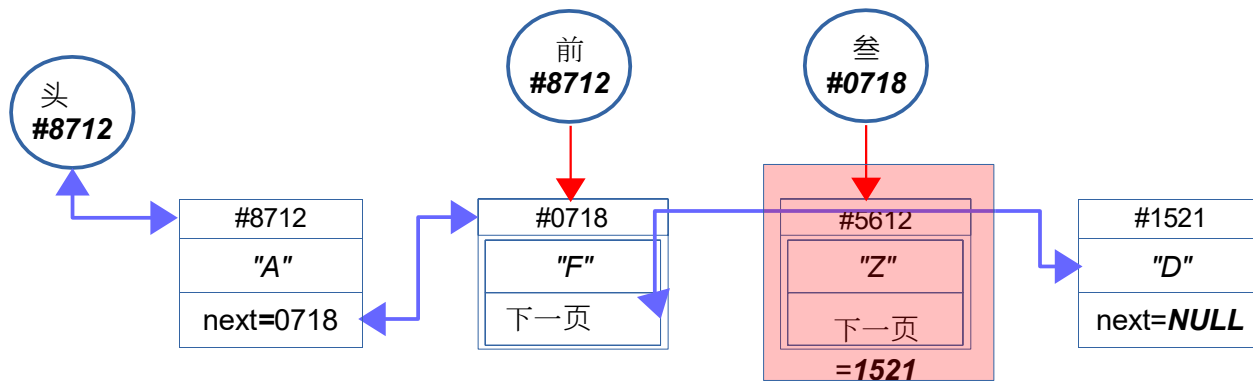 头
#8712
前
#8712
叁
#0718
#8712
"A"
next=0718
#0718
"F"
下一页
#5612
"Z"
下一页
=1521
#1521
"D"
next=NULL